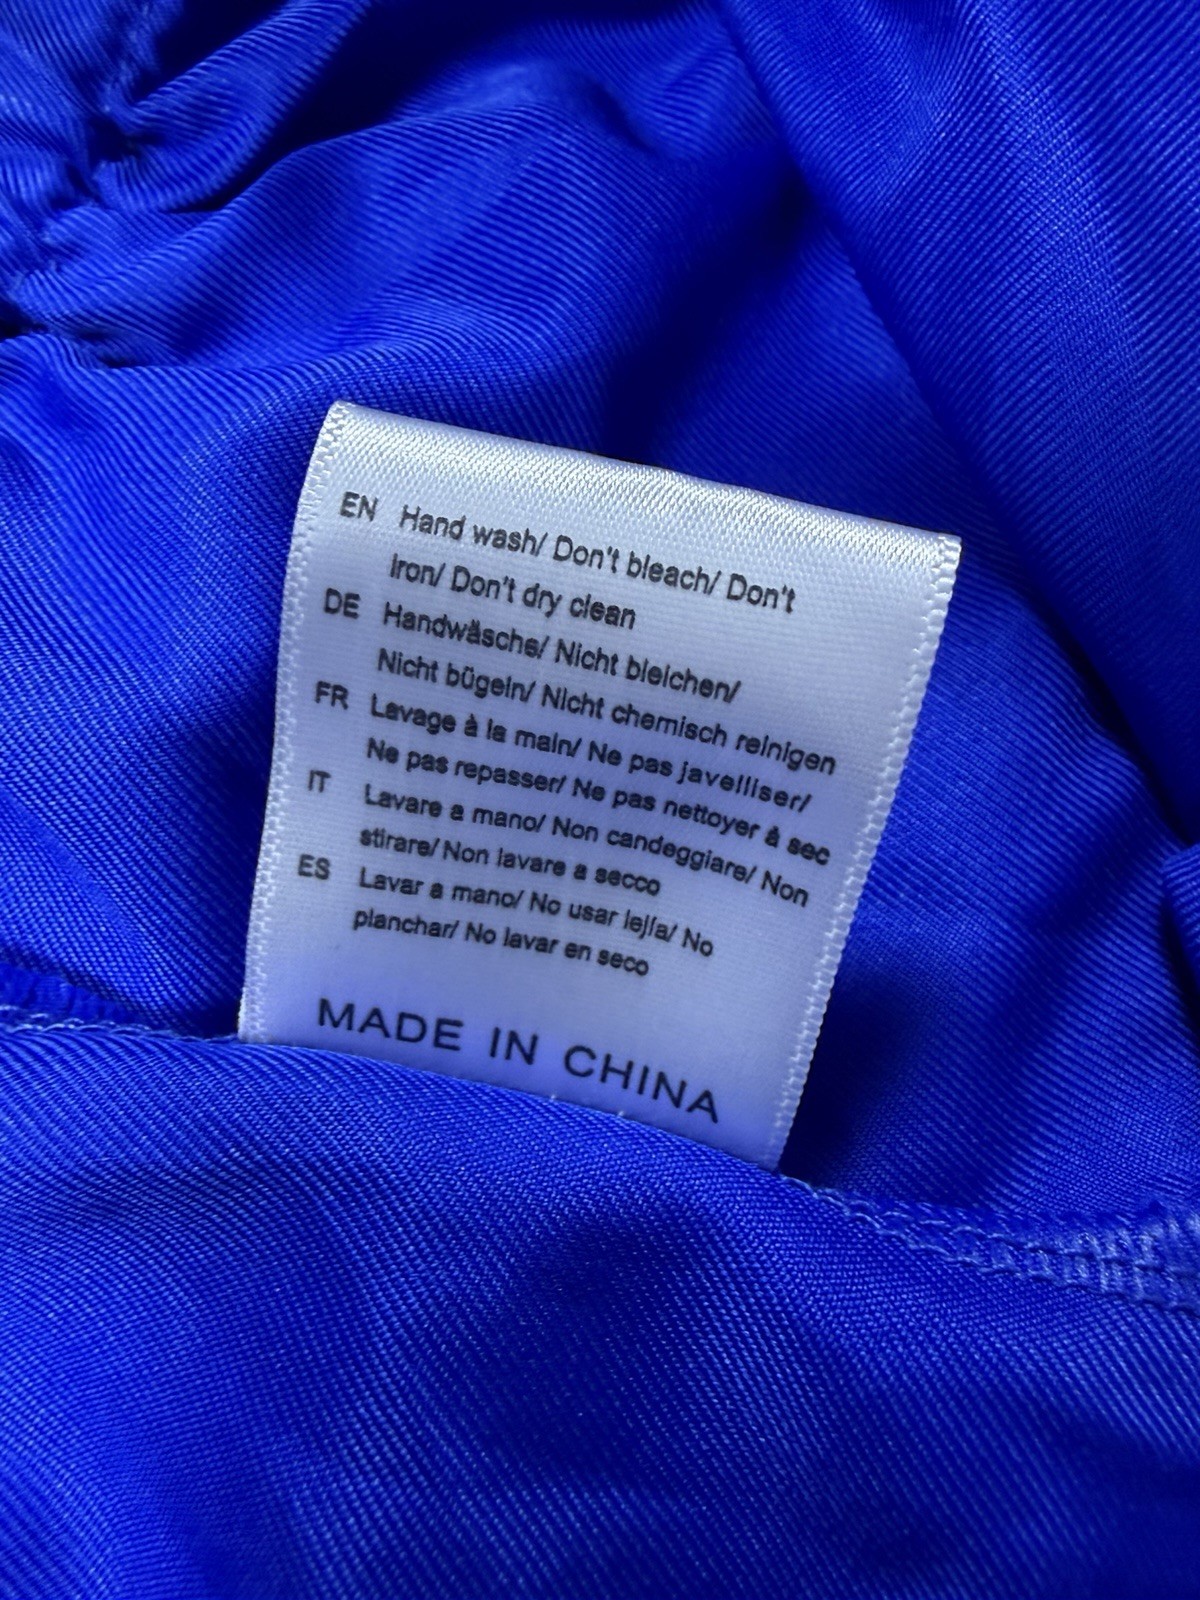 EN Hand wash/ Don't bleach/ Don't
Iron/ Don't dry clean
DE Handwäsche/ Nicht bleichen/
Nicht bügeln/ Nicht chemisch reinigen
FR Lavage à la main/ Ne pas javelliser/
Ne pas repasser/ Ne pas nettoyer à sec
IT Lavare a mano/ Non candeggiare/ Non
stirare/ Non lavare a secco
ES Lavar a mano/ No usar lejía/ No
planchar/ No lavar en seco
MADE IN CHINA